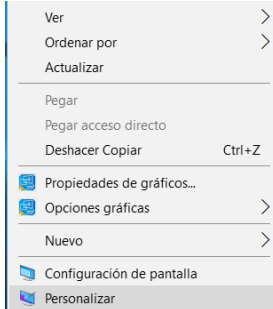 Ver
Ordenar por
Actualizar
Pegar
Pegar acceso directo
Deshacer Copiar Ctrl+Z
Propiedades de gráficos...
Opciones gráficas
Nuevo
Configuración de pantalla
Personalizar